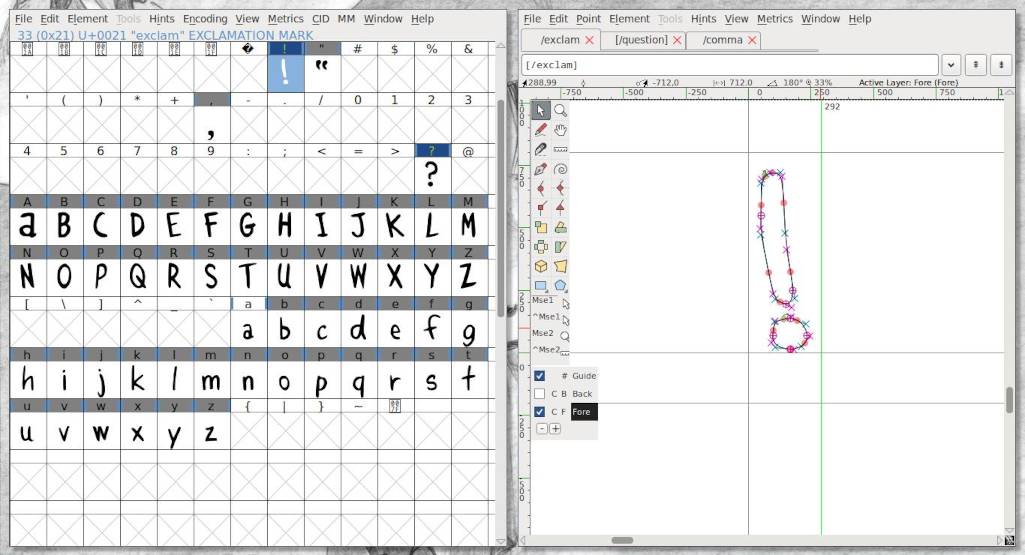 File Edit Element Tools Hints Encoding View Metrics CID MM Window Help
33 (0x21) U+0021 "exclam" EXCLAMATION MARK
� ! " # $ % &
! "
' ( ) * + , - . / 0 1 2 3
,
4 5 6 7 8 9 : ; < = > ? @
?
A B C D E F G H I J K L M
a B C D E F G H I J K L M
N O P Q R S T U V W X Y Z
N O P Q R S T U V W X Y Z
[ \ ] ^ _ ` a b c d e f g
a b c d e f g
h i j k l m n o p q r s t
h i j k l m n o p q r s t
u v w x y z { | } ~
u v w x y z
File Edit Point Element Tools Hints View Metrics Window Help
/exclam [/question] /comma
[/exclam]
288,99 -712,0 712.0 180° @ 33% Active Layer: Fore (Fore)
-750 -500 -250 0 250 500 750
292
Mse1
^Mse1
Mse2
^Mse2
# Guide
C B Back
C F Fore
- +